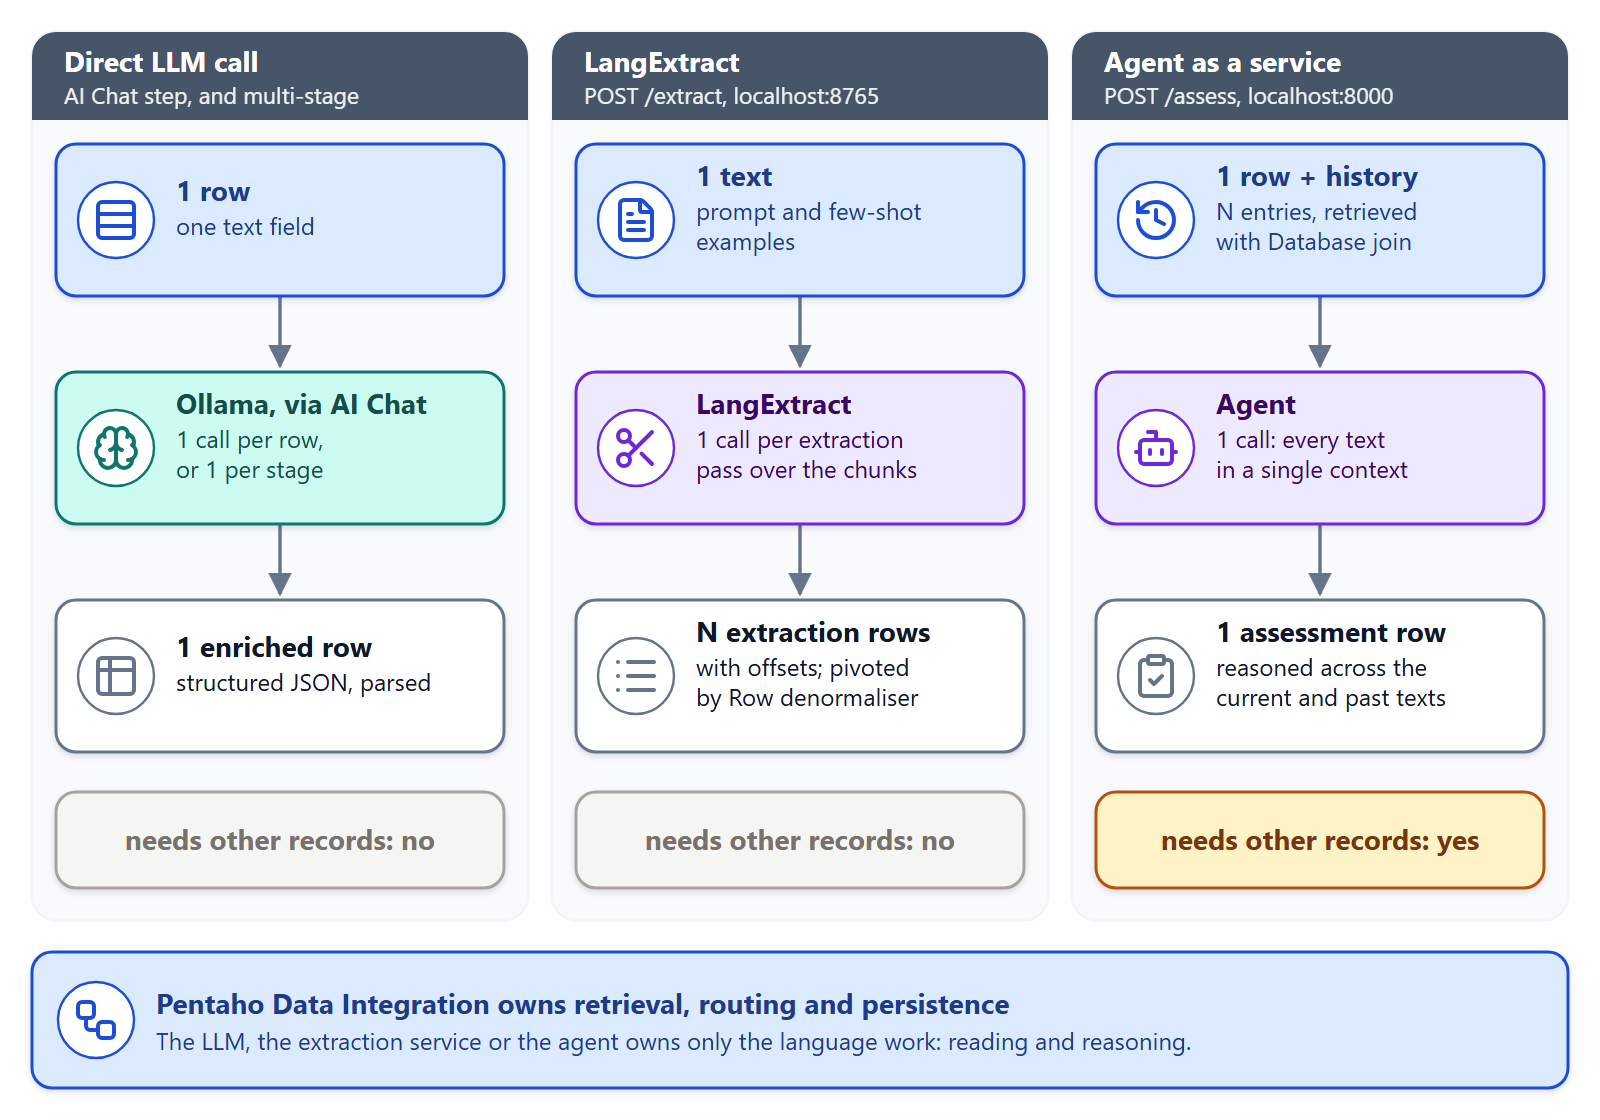 Direct LLM call
AI Chat step, and multi-stage
1 row
one text field
Ollama, via AI Chat
1 call per row,
or 1 per stage
1 enriched row
structured JSON, parsed
needs other records: no
LangExtract
POST /extract, localhost:8765
1 text
prompt and few-shot
examples
LangExtract
1 call per extraction
pass over the chunks
N extraction rows
with offsets; pivoted
by Row denormaliser
needs other records: no
Agent as a service
POST /assess, localhost:8000
1 row + history
N entries, retrieved
with Database join
Agent
1 call: every text
in a single context
1 assessment row
reasoned across the
current and past texts
needs other records: yes
Pentaho Data Integration owns retrieval, routing and persistence
The LLM, the extraction service or the agent owns only the language work: reading and reasoning.